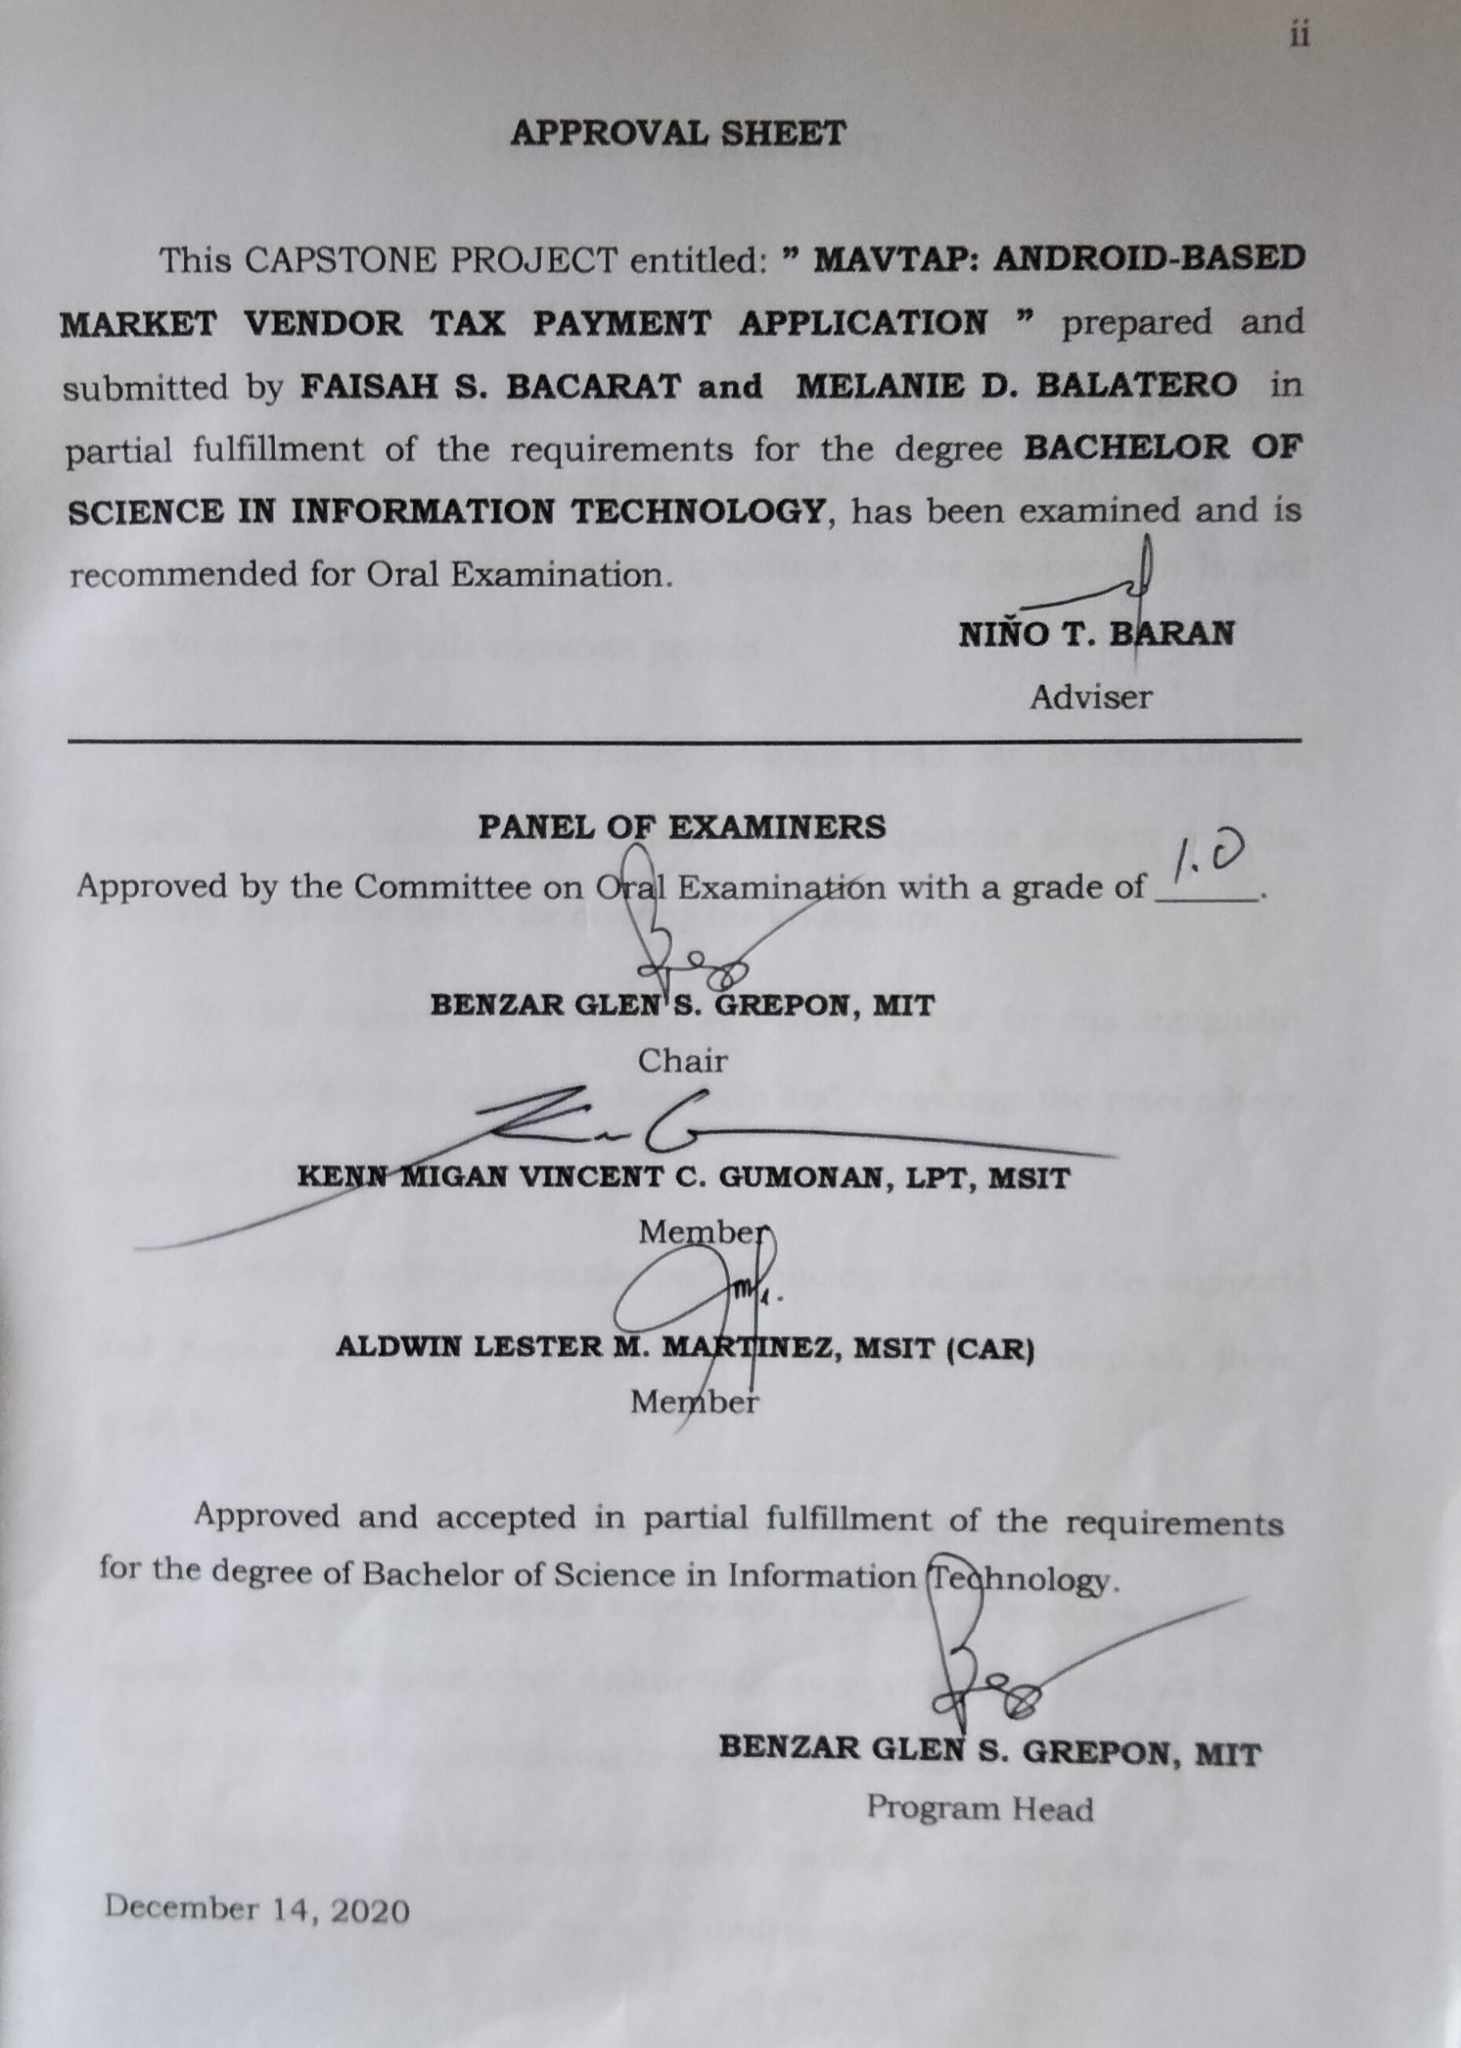 ii
APPROVAL SHEET
This CAPSTONE PROJECT entitled: ” MAVTAP: ANDROID-BASED
MARKET VENDOR TAX PAYMENT APPLICATION ” prepared and
submitted by FAISAH S. BACARAT and MELANIE D. BALATERO in
partial fulfillment of the requirements for the degree BACHELOR OF
SCIENCE IN INFORMATION TECHNOLOGY, has been examined and is
recommended for Oral Examination.
NIÑO T. BARAN
Adviser
PANEL OF EXAMINERS
Approved by the Committee on Oral Examination with a grade of 1.0.
BENZAR GLEN S. GREPON, MIT
Chair
KENN MIGAN VINCENT C. GUMONAN, LPT, MSIT
Member
ALDWIN LESTER M. MARTINEZ, MSIT (CAR)
Member
Approved and accepted in partial fulfillment of the requirements
for the degree of Bachelor of Science in Information Technology.
BENZAR GLEN S. GREPON, MIT
Program Head
December 14, 2020